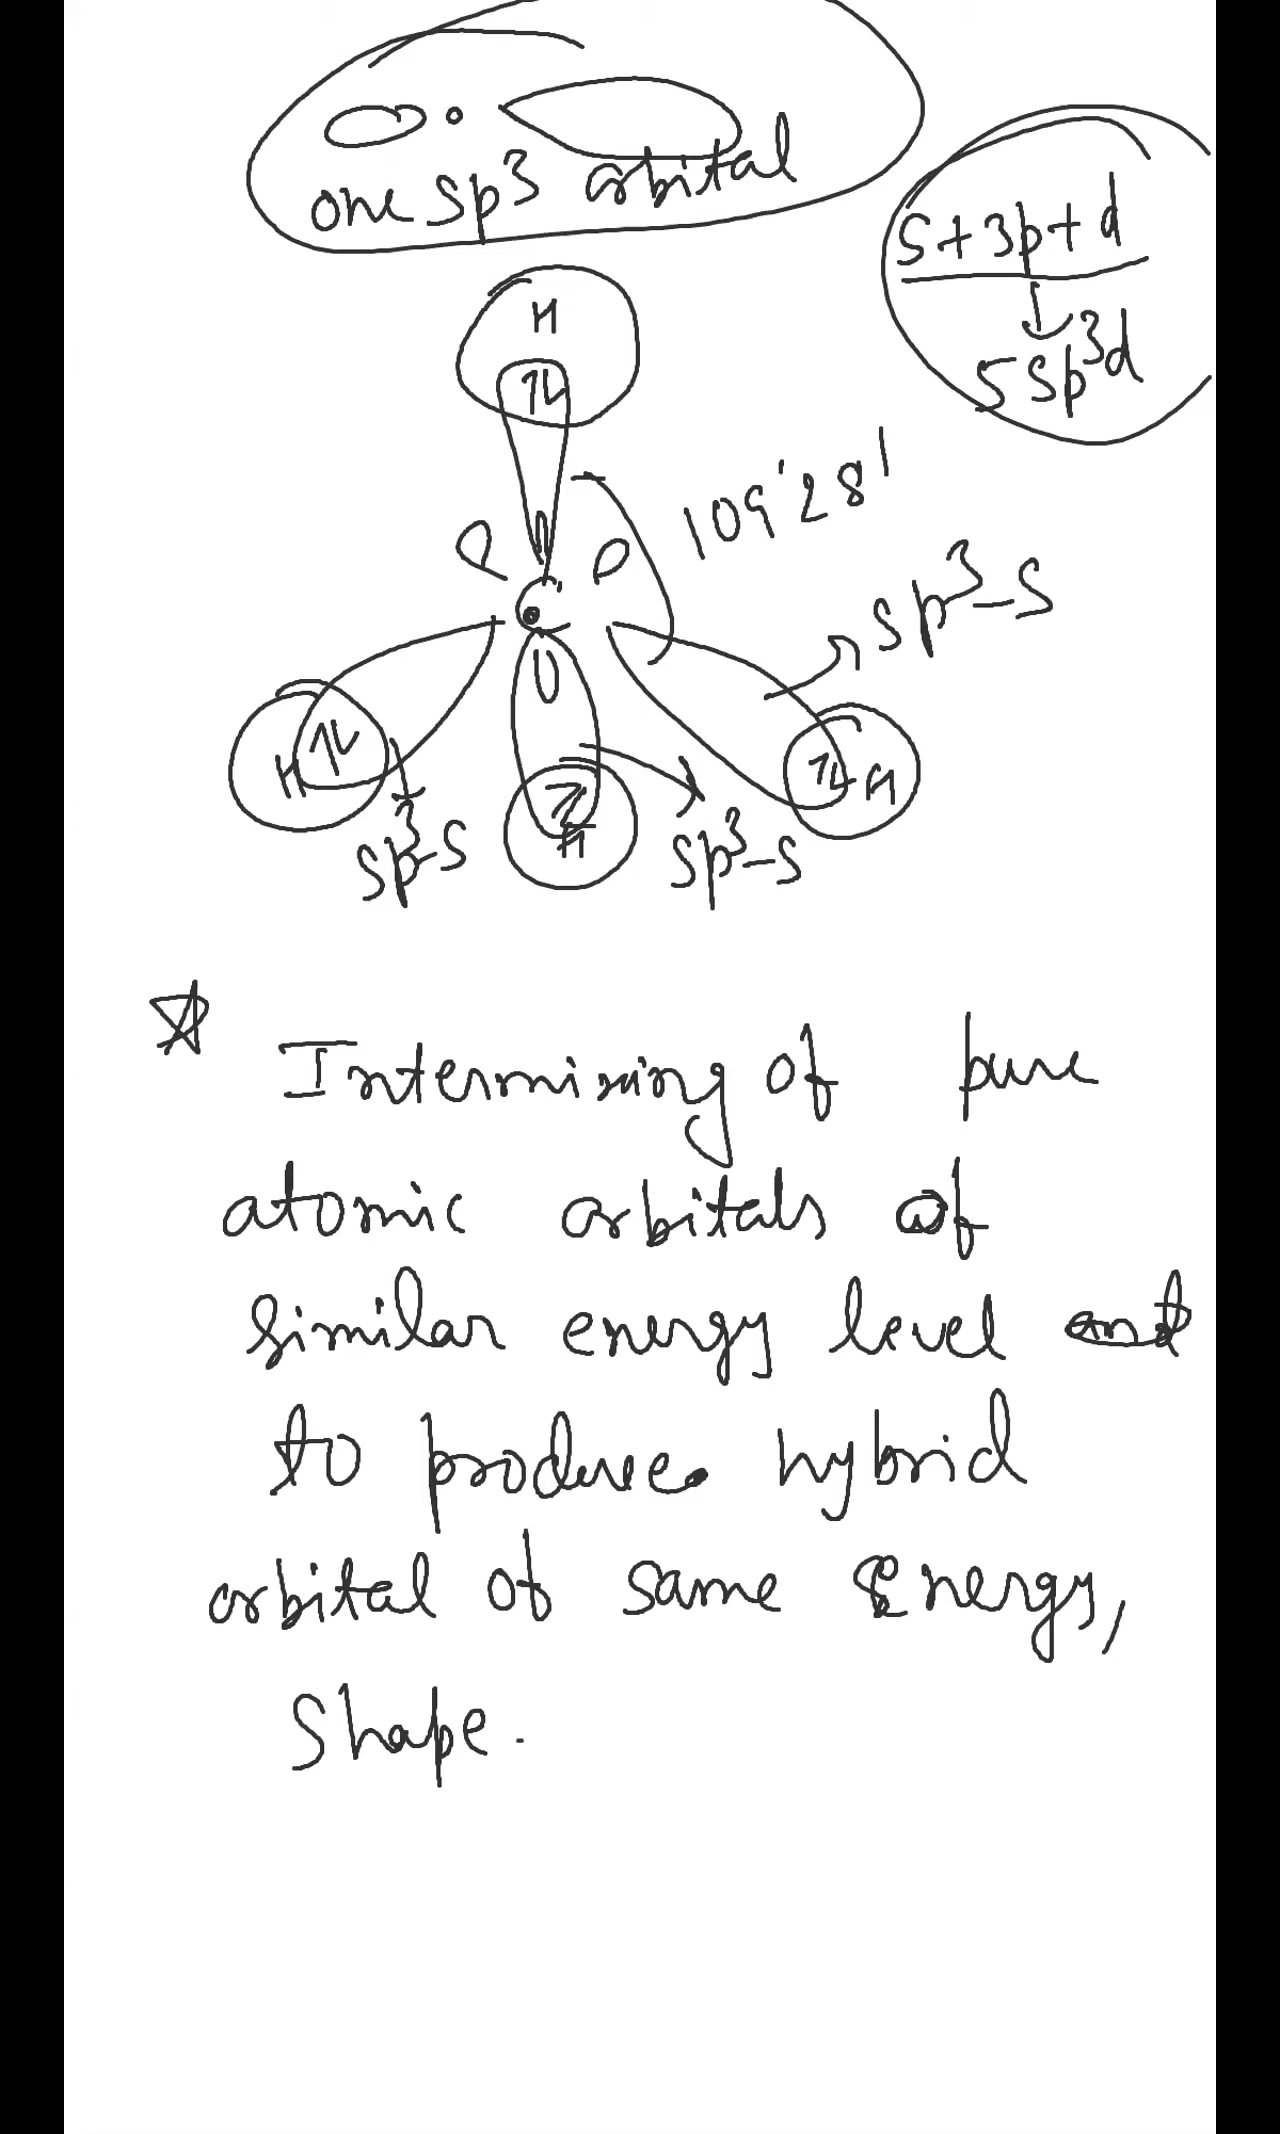 one sp³ orbital
S+3p+d
↓
5 sp³d
H
109°28'
sp³-s
H
H
H
sp³-s
sp³-s
Intermixing of pure
atomic orbitals of
similar energy level and
to produce hybrid
orbital of same Energy,
Shape.